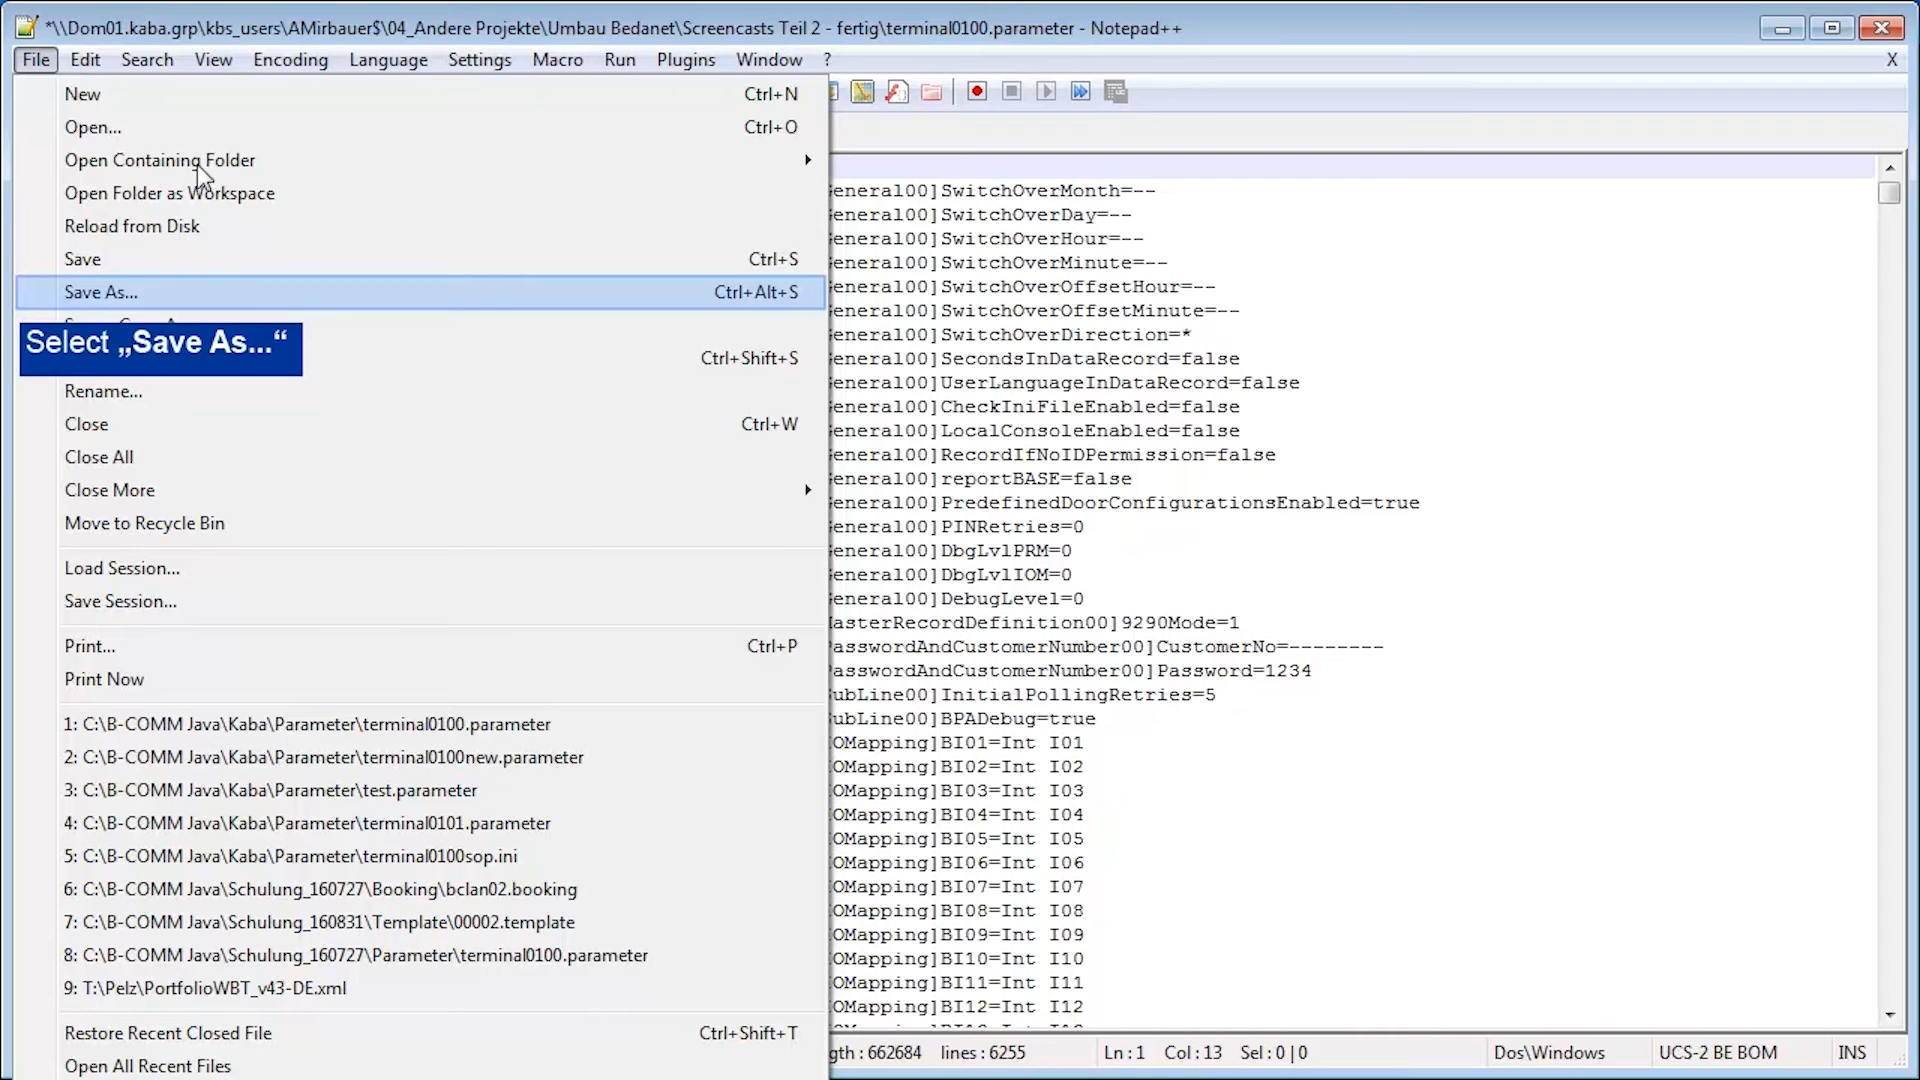 *\\Dom01.kaba.grp\kbs_users\AMirbauer$\04_Andere Projekte\Umbau Bedanet\Screencasts Teil 2 - fertig\terminal0100.parameter - Notepad++
File Edit Search View Encoding Language Settings Macro Run Plugins Window ? X
New Ctrl+N
Open... Ctrl+O
Open Containing Folder
Open Folder as Workspace
Reload from Disk
Save Ctrl+S
Save As... Ctrl+Alt+S
Select „Save As...“
Ctrl+Shift+S
Rename...
Close Ctrl+W
Close All
Close More
Move to Recycle Bin
Load Session...
Save Session...
Print... Ctrl+P
Print Now
1: C:\B-COMM Java\Kaba\Parameter\terminal0100.parameter
2: C:\B-COMM Java\Kaba\Parameter\terminal0100new.parameter
3: C:\B-COMM Java\Kaba\Parameter\test.parameter
4: C:\B-COMM Java\Kaba\Parameter\terminal0101.parameter
5: C:\B-COMM Java\Kaba\Parameter\terminal0100sop.ini
6: C:\B-COMM Java\Schulung_160727\Booking\bclan02.booking
7: C:\B-COMM Java\Schulung_160831\Template\00002.template
8: C:\B-COMM Java\Schulung_160727\Parameter\terminal0100.parameter
9: T:\Pelz\PortfolioWBT_v43-DE.xml
Restore Recent Closed File Ctrl+Shift+T
Open All Recent Files
eneral00]SwitchOverMonth=--
eneral00]SwitchOverDay=--
eneral00]SwitchOverHour=--
eneral00]SwitchOverMinute=--
eneral00]SwitchOverOffsetHour=--
eneral00]SwitchOverOffsetMinute=--
eneral00]SwitchOverDirection=*
eneral00]SecondsInDataRecord=false
eneral00]UserLanguageInDataRecord=false
eneral00]CheckIniFileEnabled=false
eneral00]LocalConsoleEnabled=false
eneral00]RecordIfNoIDPermission=false
eneral00]reportBASE=false
eneral00]PredefinedDoorConfigurationsEnabled=true
eneral00]PINRetries=0
eneral00]DbgLvlPRM=0
eneral00]DbgLvlIOM=0
eneral00]DebugLevel=0
asterRecordDefinition00]9290Mode=1
asswordAndCustomerNumber00]CustomerNo=--------
asswordAndCustomerNumber00]Password=1234
ubLine00]InitialPollingRetries=5
ubLine00]BPADebug=true
OMapping]BI01=Int I01
OMapping]BI02=Int I02
OMapping]BI03=Int I03
OMapping]BI04=Int I04
OMapping]BI05=Int I05
OMapping]BI06=Int I06
OMapping]BI07=Int I07
OMapping]BI08=Int I08
OMapping]BI09=Int I09
OMapping]BI10=Int I10
OMapping]BI11=Int I11
OMapping]BI12=Int I12
gth : 662684 lines : 6255 Ln : 1 Col : 13 Sel : 0 | 0 Dos\Windows UCS-2 BE BOM INS